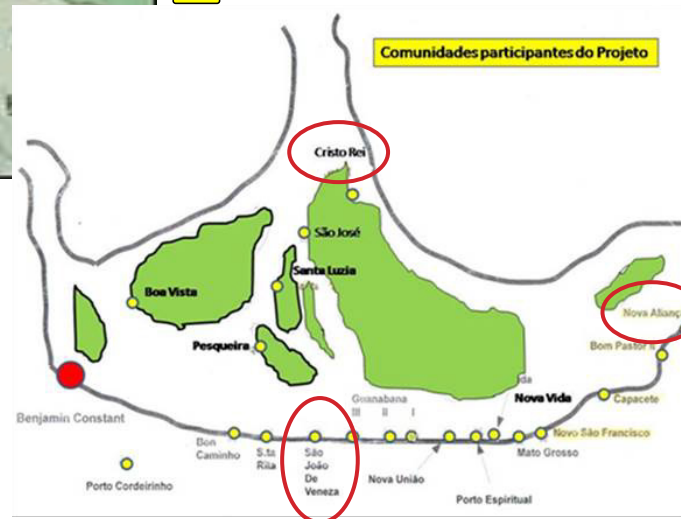 Comunidades participantes do Projeto
Cristo Rei
São José
Santa Luzia
Boa Vista
Nova Aliança
Pesqueira
Bom Pastor II
Nova Vida
Capacete
Guanabana
III II I
Benjamin Constant
Bon
Caminho
S.ta
Rita
São
João
De
Veneza
Novo São Francisco
Mato Grosso
Nova União
Porto Cordeirinho
Porto Espiritual